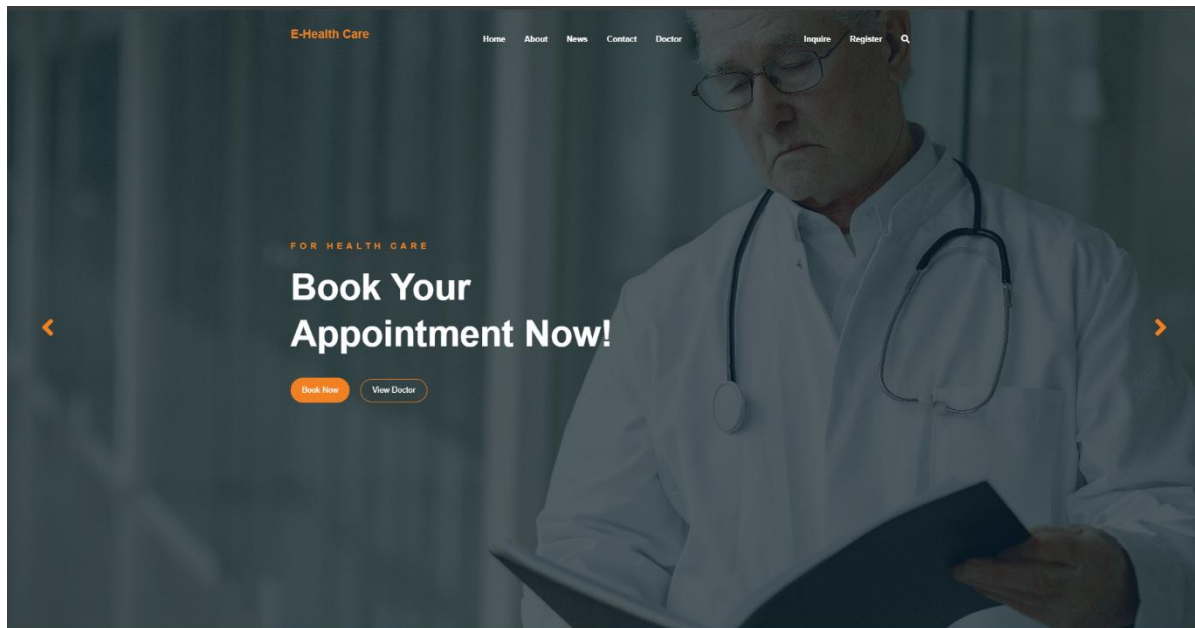 E-Health Care
Home About News Contact Doctor Inquire Register
FOR HEALTH CARE
Book Your
Appointment Now!
Book Now View Doctor